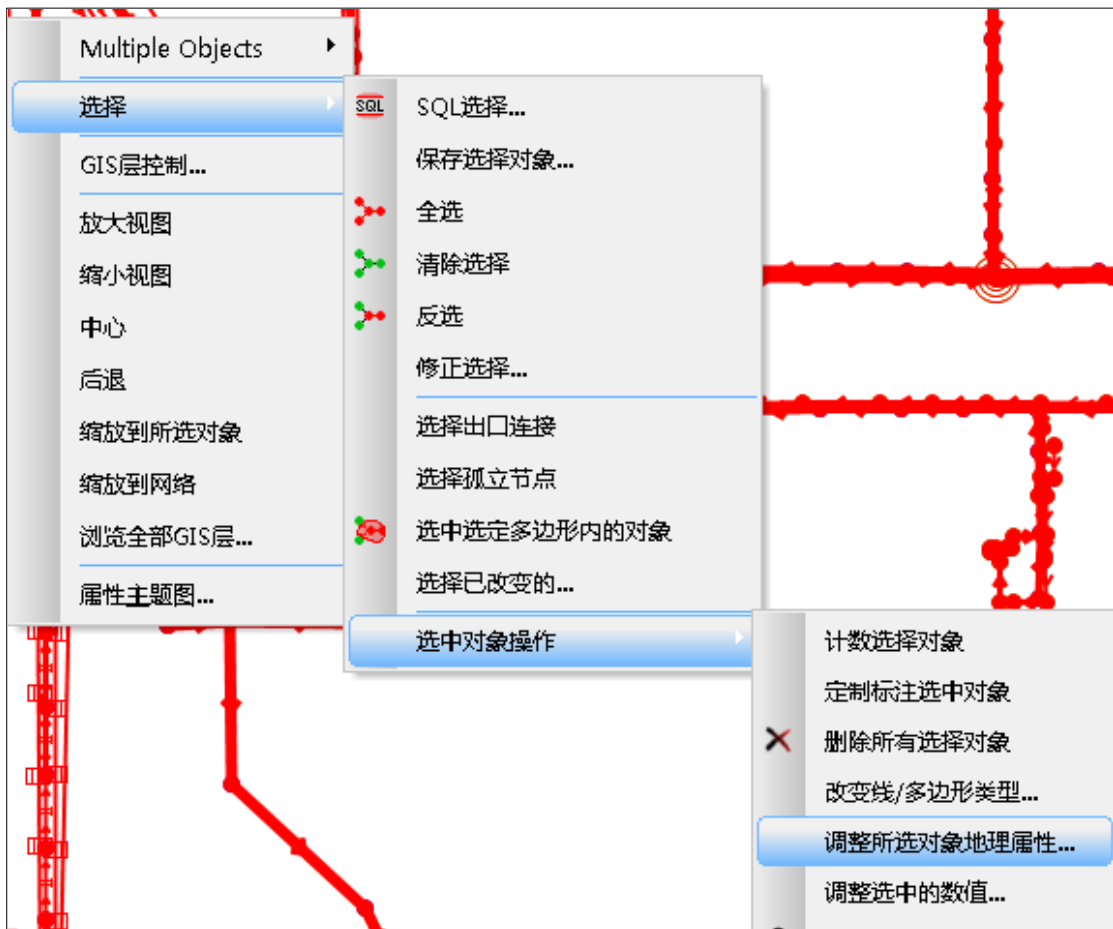 Multiple Objects
选择
GIS层控制...
放大视图
缩小视图
中心
后退
缩放到所选对象
缩放到网络
浏览全部GIS层...
属性主题图...
SQL
SQL选择...
保存选择对象...
全选
清除选择
反选
修正选择...
选择出口连接
选择孤立节点
选中选定多边形内的对象
选择已改变的...
选中对象操作
计数选择对象
定制标注选中对象
删除所有选择对象
改变线/多边形类型...
调整所选对象地理属性...
调整选中的数值...